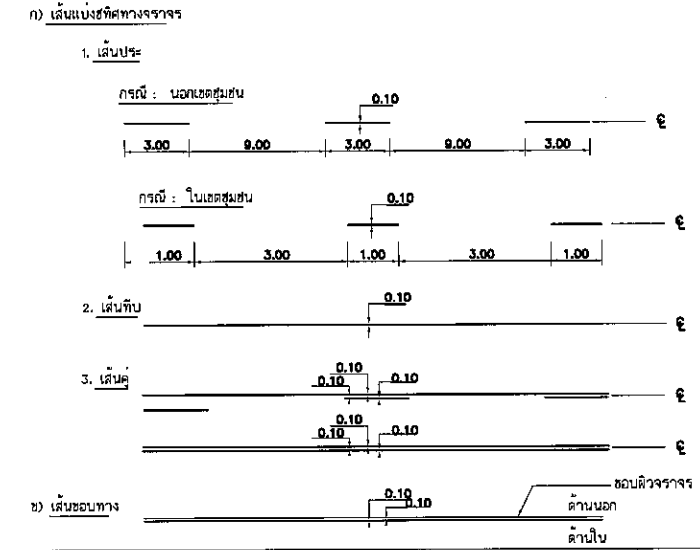 ก) เส้นแบ่งทิศทางจราจร
1. เส้นประ
กรณี : นอกเขตชุมชน
0.10
3.00 9.00 3.00 9.00 3.00
กรณี : ในเขตชุมชน
0.10
1.00 3.00 1.00 3.00 1.00
2. เส้นทึบ
0.10
3. เส้นคู่
0.10
0.10 0.10
0.10
0.10 0.10
ข) เส้นขอบทาง
0.10
0.10
ขอบผิวจราจร
ด้านนอก
ด้านใน